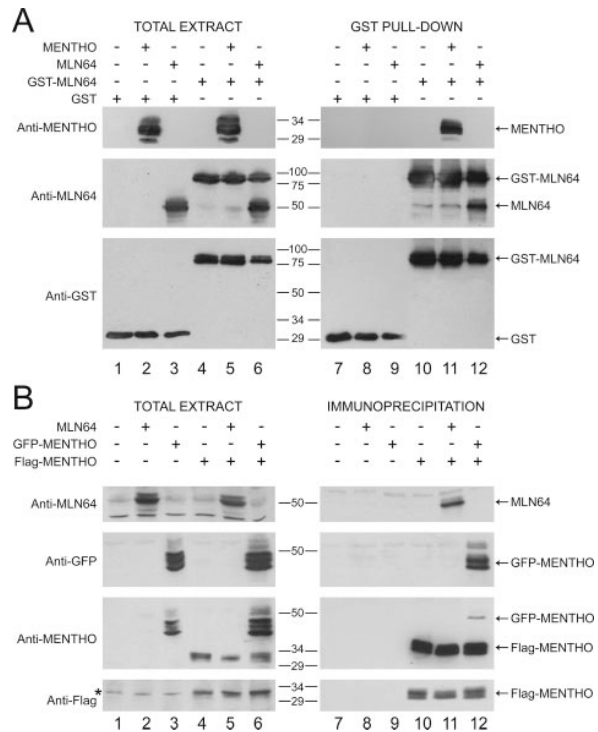 A
TOTAL EXTRACT GST PULL-DOWN
MENTHO - + - - + - - + - - + -
MLN64 - - + - - + - - + - - +
GST-MLN64 - - - + + + - - - + + +
GST + + + - - - + + + - - -
Anti-MENTHO 34 29 ←MENTHO
Anti-MLN64 100 75 50 ←GST-MLN64 ←MLN64
Anti-GST 100 75 50 34 29 ←GST-MLN64 ←GST
1 2 3 4 5 6 7 8 9 10 11 12
B
TOTAL EXTRACT IMMUNOPRECIPITATION
MLN64 - + - - + - - + - - + -
GFP-MENTHO - - + - - + - - + - - +
Flag-MENTHO - - - + + + - - - + + +
Anti-MLN64 50 ←MLN64
Anti-GFP 50 ←GFP-MENTHO
Anti-MENTHO 50 34 29 ←GFP-MENTHO ←Flag-MENTHO
Anti-Flag * 34 29 ←Flag-MENTHO
1 2 3 4 5 6 7 8 9 10 11 12